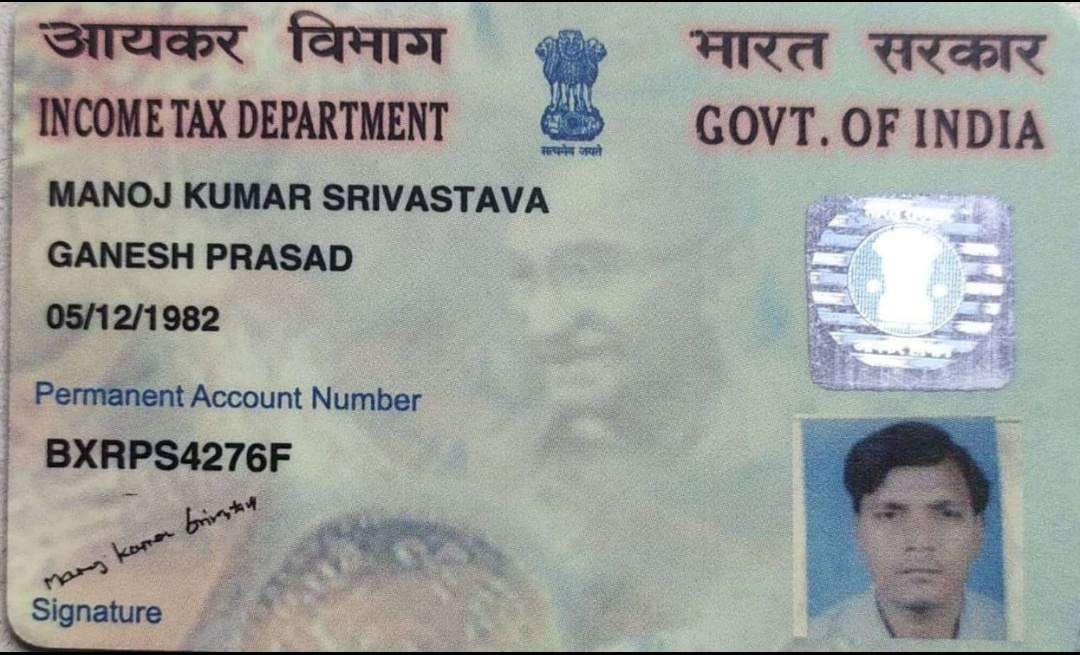 आयकर विभाग
भारत सरकार
INCOME TAX DEPARTMENT
GOVT. OF INDIA
सत्यमेव जयते
MANOJ KUMAR SRIVASTAVA
GANESH PRASAD
05/12/1982
Permanent Account Number
BXRPS4276F
Manoj Kumar Srivastava
Signature